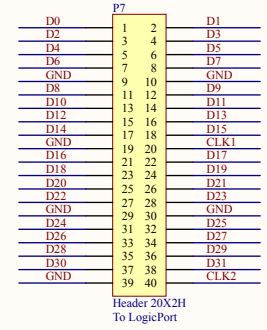 P7
D0 1 2 D1
D2 3 4 D3
D4 5 6 D5
D6 7 8 D7
GND 9 10 GND
D8 11 12 D9
D10 13 14 D11
D12 15 16 D13
D14 17 18 D15
GND 19 20 CLK1
D16 21 22 D17
D18 23 24 D19
D20 25 26 D21
D22 27 28 D23
GND 29 30 GND
D24 31 32 D25
D26 33 34 D27
D28 35 36 D29
D30 37 38 D31
GND 39 40 CLK2
Header 20X2H
To LogicPort